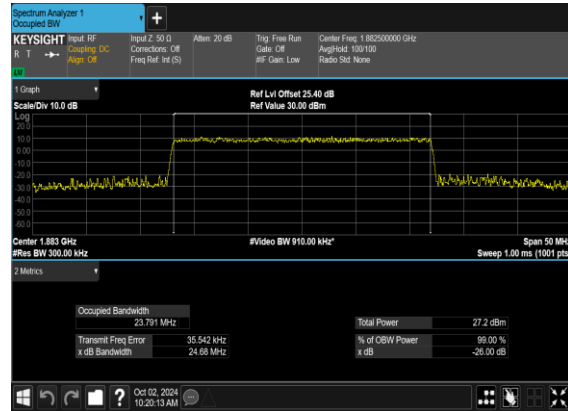 Spectrum Analyzer 1
Occupied BW
+
KEYSIGHT Input: RF Input Z: 50 Ω Atten: 20 dB Trig: Free Run Center Freq: 1.882500000 GHz
R T Coupling: DC Corrections: Off Gate: Off Avg|Hold: 100/100
Align: Off Freq Ref: Int (S) #IF Gain: Low Radio Std: None
1 Graph
Scale/Div 10.0 dB
Ref Lvl Offset 25.40 dB
Ref Value 30.00 dBm
Log
20.0
10.0
0.00
-10.0
-20.0
-30.0
-40.0
-50.0
-60.0
Center 1.883 GHz #Video BW 910.00 kHz* Span 50 MHz
#Res BW 300.00 kHz Sweep 1.00 ms (1001 pts)
2 Metrics
Occupied Bandwidth
23.791 MHz Total Power 27.2 dBm
Transmit Freq Error 35.542 kHz % of OBW Power 99.00 %
x dB Bandwidth 24.68 MHz x dB -26.00 dB
?
Oct 02, 2024
10:20:13 AM